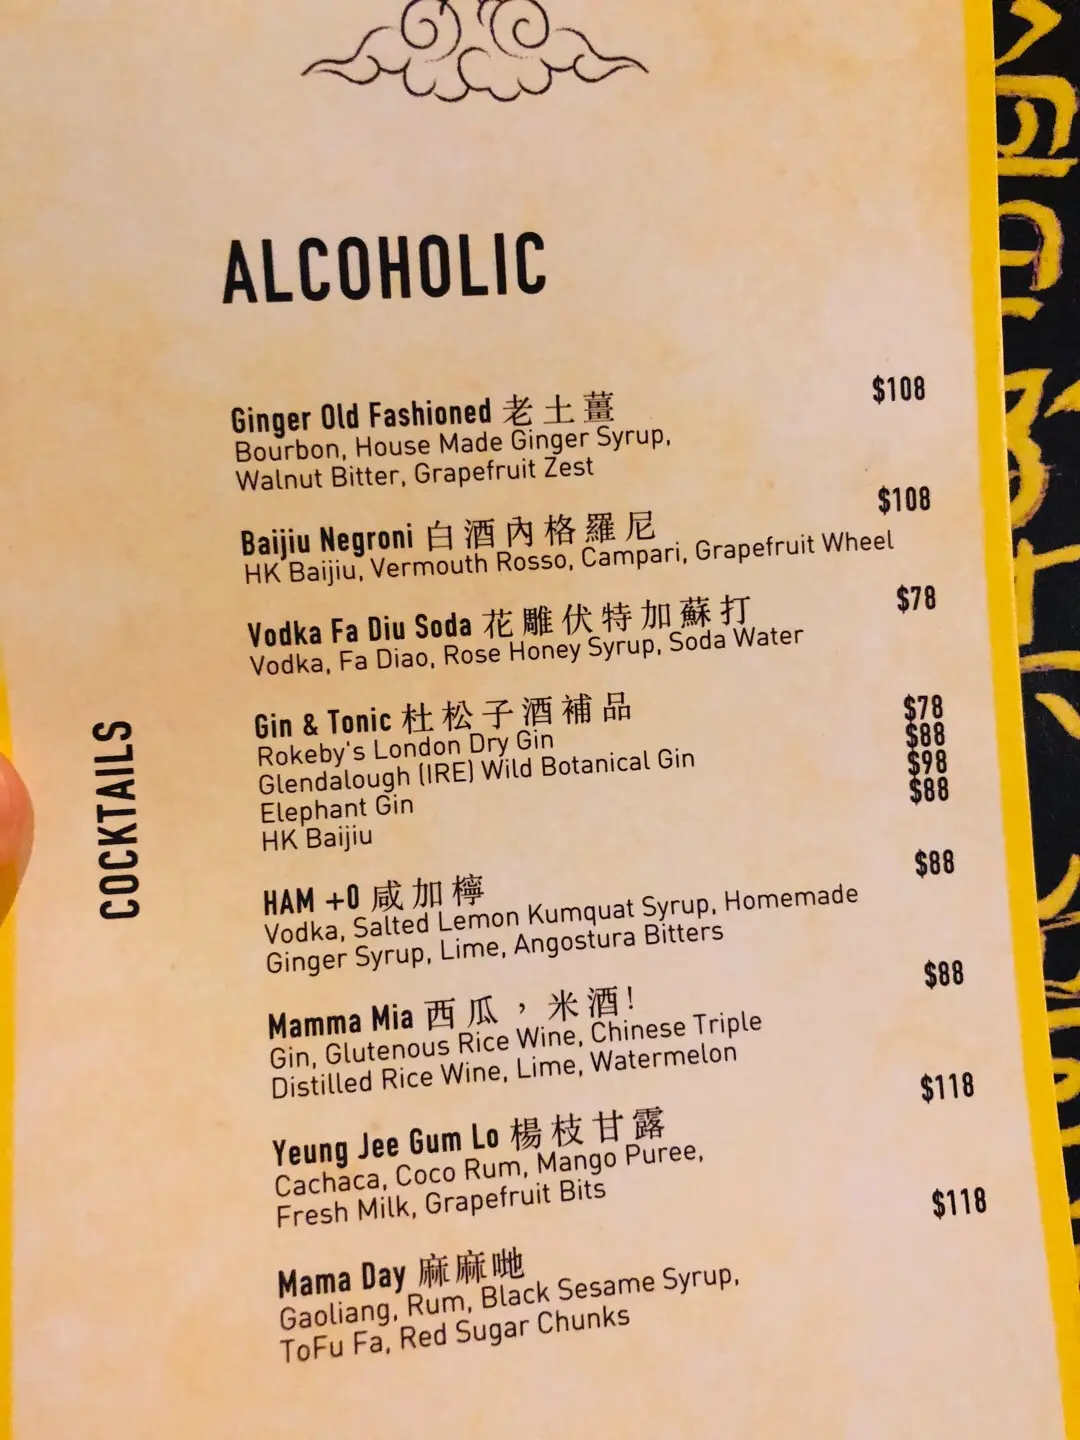 ALCOHOLIC
COCKTAILS
Ginger Old Fashioned 老土薑 $108
Bourbon, House Made Ginger Syrup,
Walnut Bitter, Grapefruit Zest
Baijiu Negroni 白酒內格羅尼 $108
HK Baijiu, Vermouth Rosso, Campari, Grapefruit Wheel
Vodka Fa Diu Soda 花雕伏特加蘇打 $78
Vodka, Fa Diao, Rose Honey Syrup, Soda Water
Gin & Tonic 杜松子酒補品
Rokeby's London Dry Gin $78
Glendalough (IRE) Wild Botanical Gin $88
Elephant Gin $98
HK Baijiu $88
HAM +0 咸加檸 $88
Vodka, Salted Lemon Kumquat Syrup, Homemade
Ginger Syrup, Lime, Angostura Bitters
Mamma Mia 西瓜，米酒! $88
Gin, Glutenous Rice Wine, Chinese Triple
Distilled Rice Wine, Lime, Watermelon
Yeung Jee Gum Lo 楊枝甘露 $118
Cachaca, Coco Rum, Mango Puree,
Fresh Milk, Grapefruit Bits
Mama Day 麻麻哋 $118
Gaoliang, Rum, Black Sesame Syrup,
ToFu Fa, Red Sugar Chunks